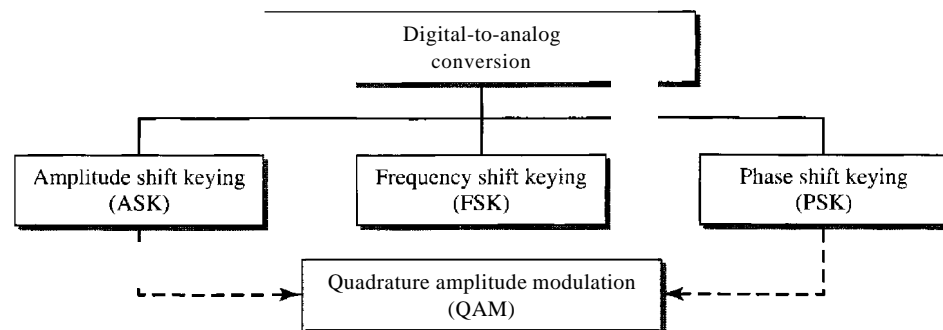 Digital-to-analog
conversion
Amplitude shift keying
(ASK)
Frequency shift keying
(FSK)
Phase shift keying
(PSK)
Quadrature amplitude modulation
(QAM)